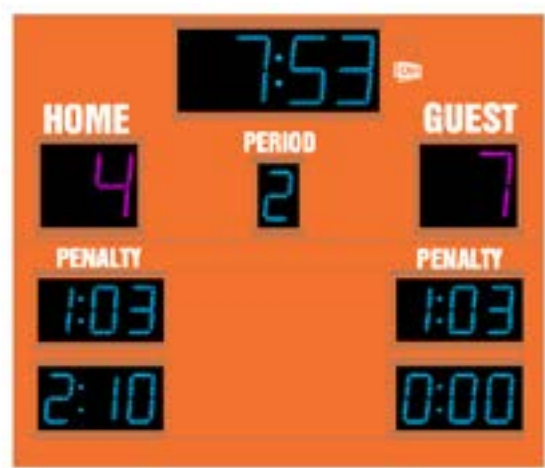 7:53
HOME
PERIOD
GUEST
4
2
7
PENALTY
PENALTY
1:03
1:03
2:10
0:00